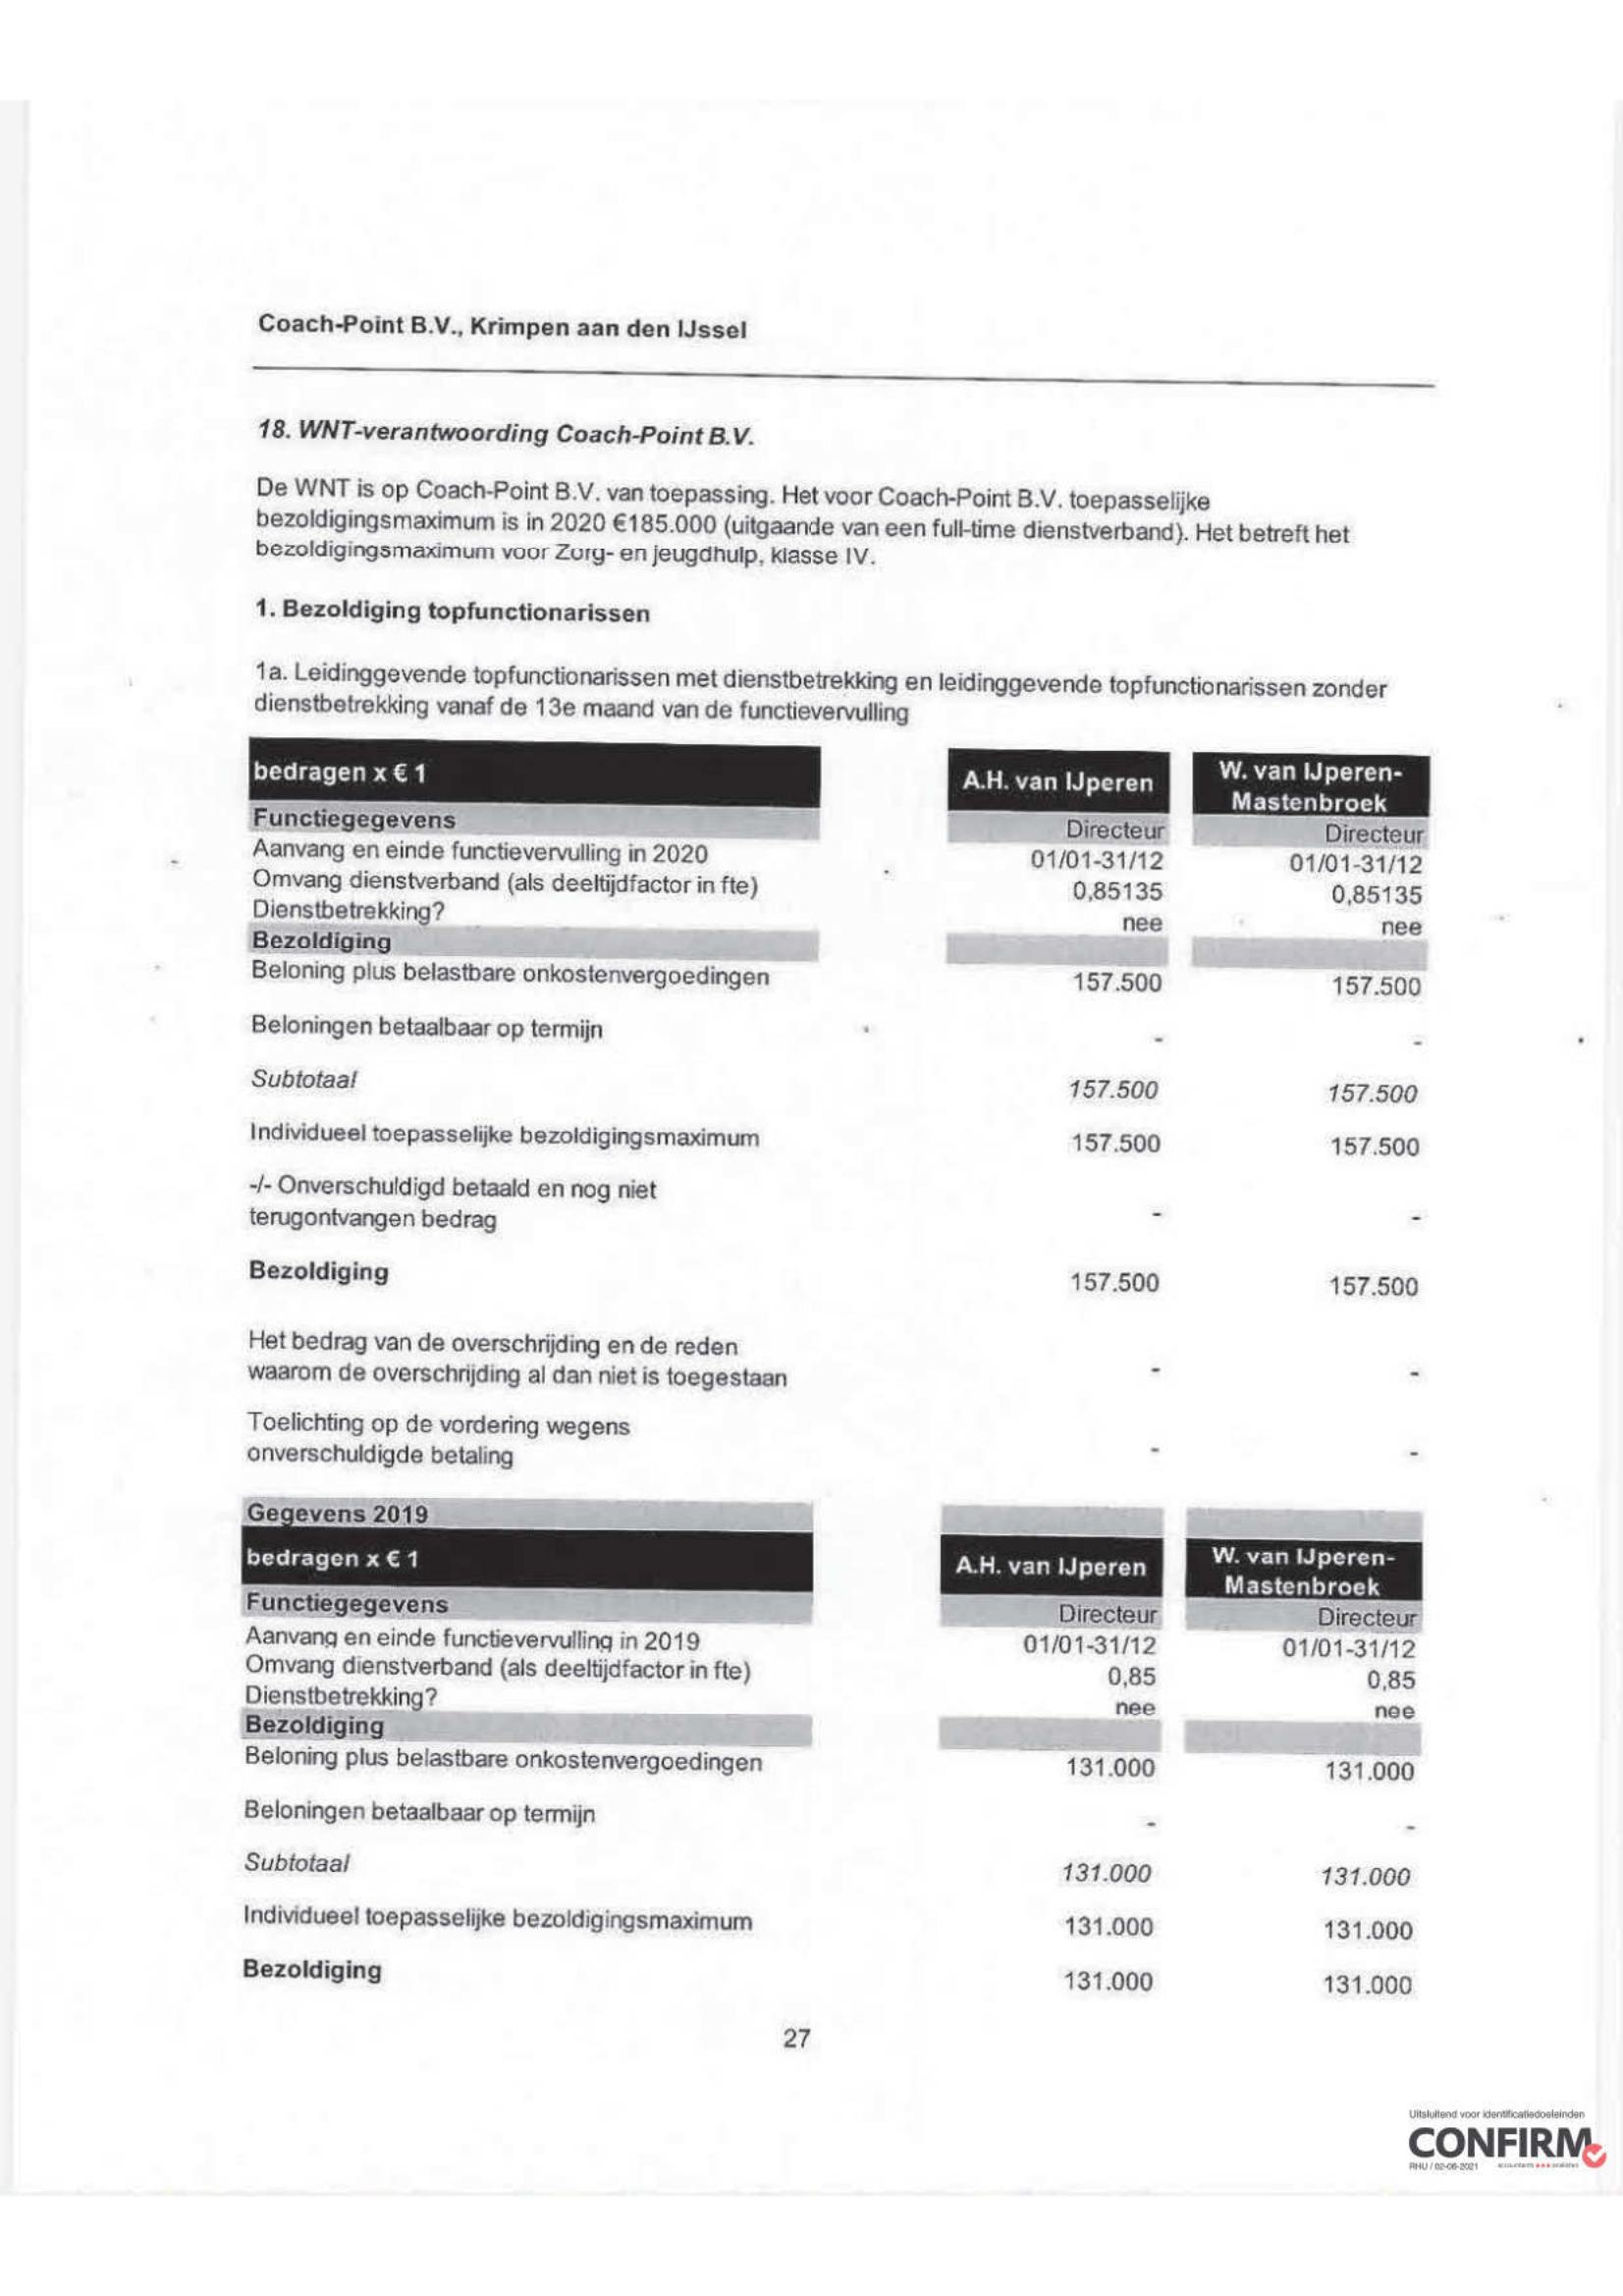 Coach-Point B.V., Krimpen aan den IJssel
18. WNT-verantwoording Coach-Point B.V.
De WNT is op Coach-Point B.V. van toepassing. Het voor Coach-Point B.V. toepasselijke
bezoldigingsmaximum is in 2020 €185.000 (uitgaande van een full-time dienstverband). Het betreft het
bezoldigingsmaximum voor Zorg- en jeugdhulp, klasse IV.
1. Bezoldiging topfunctionarissen
1a. Leidinggevende topfunctionarissen met dienstbetrekking en leidinggevende topfunctionarissen zonder
dienstbetrekking vanaf de 13e maand van de functievervulling
bedragen x € 1 A.H. van IJperen W. van IJperen-
Mastenbroek
Functiegegevens Directeur Directeur
Aanvang en einde functievervulling in 2020 01/01-31/12 01/01-31/12
Omvang dienstverband (als deeltijdfactor in fte) 0,85135 0,85135
Dienstbetrekking? nee nee
Bezoldiging
Beloning plus belastbare onkostenvergoedingen 157.500 157.500
Beloningen betaalbaar op termijn - -
Subtotaal 157.500 157.500
Individueel toepasselijke bezoldigingsmaximum 157.500 157.500
-/- Onverschuldigd betaald en nog niet
terugontvangen bedrag - -
Bezoldiging 157.500 157.500
Het bedrag van de overschrijding en de reden
waarom de overschrijding al dan niet is toegestaan - -
Toelichting op de vordering wegens
onverschuldigde betaling - -
Gegevens 2019
bedragen x € 1 A.H. van IJperen W. van IJperen-
Mastenbroek
Functiegegevens Directeur Directeur
Aanvang en einde functievervulling in 2019 01/01-31/12 01/01-31/12
Omvang dienstverband (als deeltijdfactor in fte) 0,85 0,85
Dienstbetrekking? nee nee
Bezoldiging
Beloning plus belastbare onkostenvergoedingen 131.000 131.000
Beloningen betaalbaar op termijn - -
Subtotaal 131.000 131.000
Individueel toepasselijke bezoldigingsmaximum 131.000 131.000
Bezoldiging 131.000 131.000
27
Uitsluitend voor identificatiedoeleinden
CONFIRM
RHU / 02-06-2021